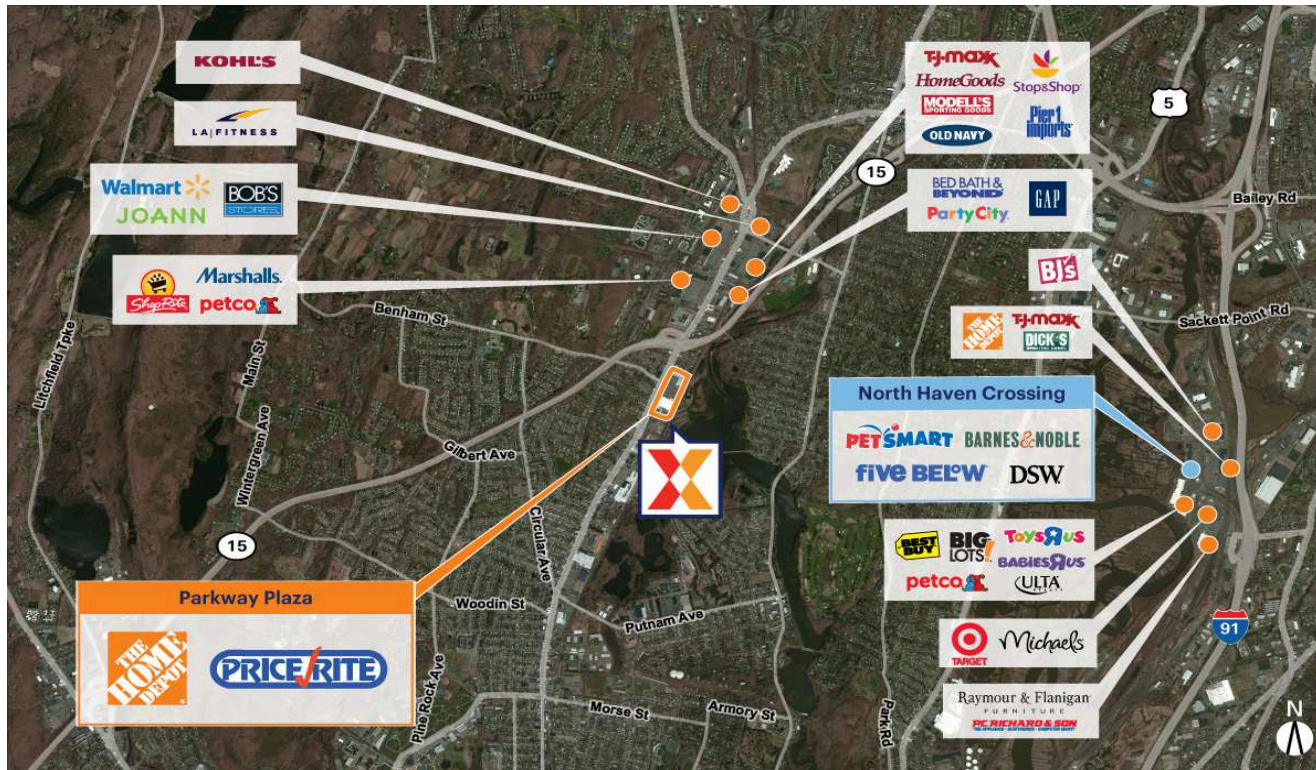 KOHL'S
LA FITNESS
Walmart
JOANN
BOB'S
STORES
ShopRite
Marshalls.
petco
T·J·maxx
HomeGoods
MODELL'S
SPORTING GOODS
OLD NAVY
Stop&Shop
Pier 1
imports
BED BATH &
BEYOND
Party City
GAP
5
15
Bailey Rd
BJ's
Sackett Point Rd
THE
HOME
DEPOT
T·J·maxx
DICK'S
North Haven Crossing
PETSMART
BARNES&NOBLE
five BELOW
DSW
BEST
BUY
BIG
LOTS!
TOYSRUS
BABIESRUS
petco
ULTA
TARGET
Michaels
91
Raymour & Flanigan
FURNITURE
P.C. RICHARD & SON
N
Litchfield Tpke
Main St
Benham St
Wintergreen Ave
Gilbert Ave
Circular Ave
15
Woodin St
Putnam Ave
Pine Rock Ave
Morse St
Armory St
Park Rd
Parkway Plaza
THE
HOME
DEPOT
PRICE RITE